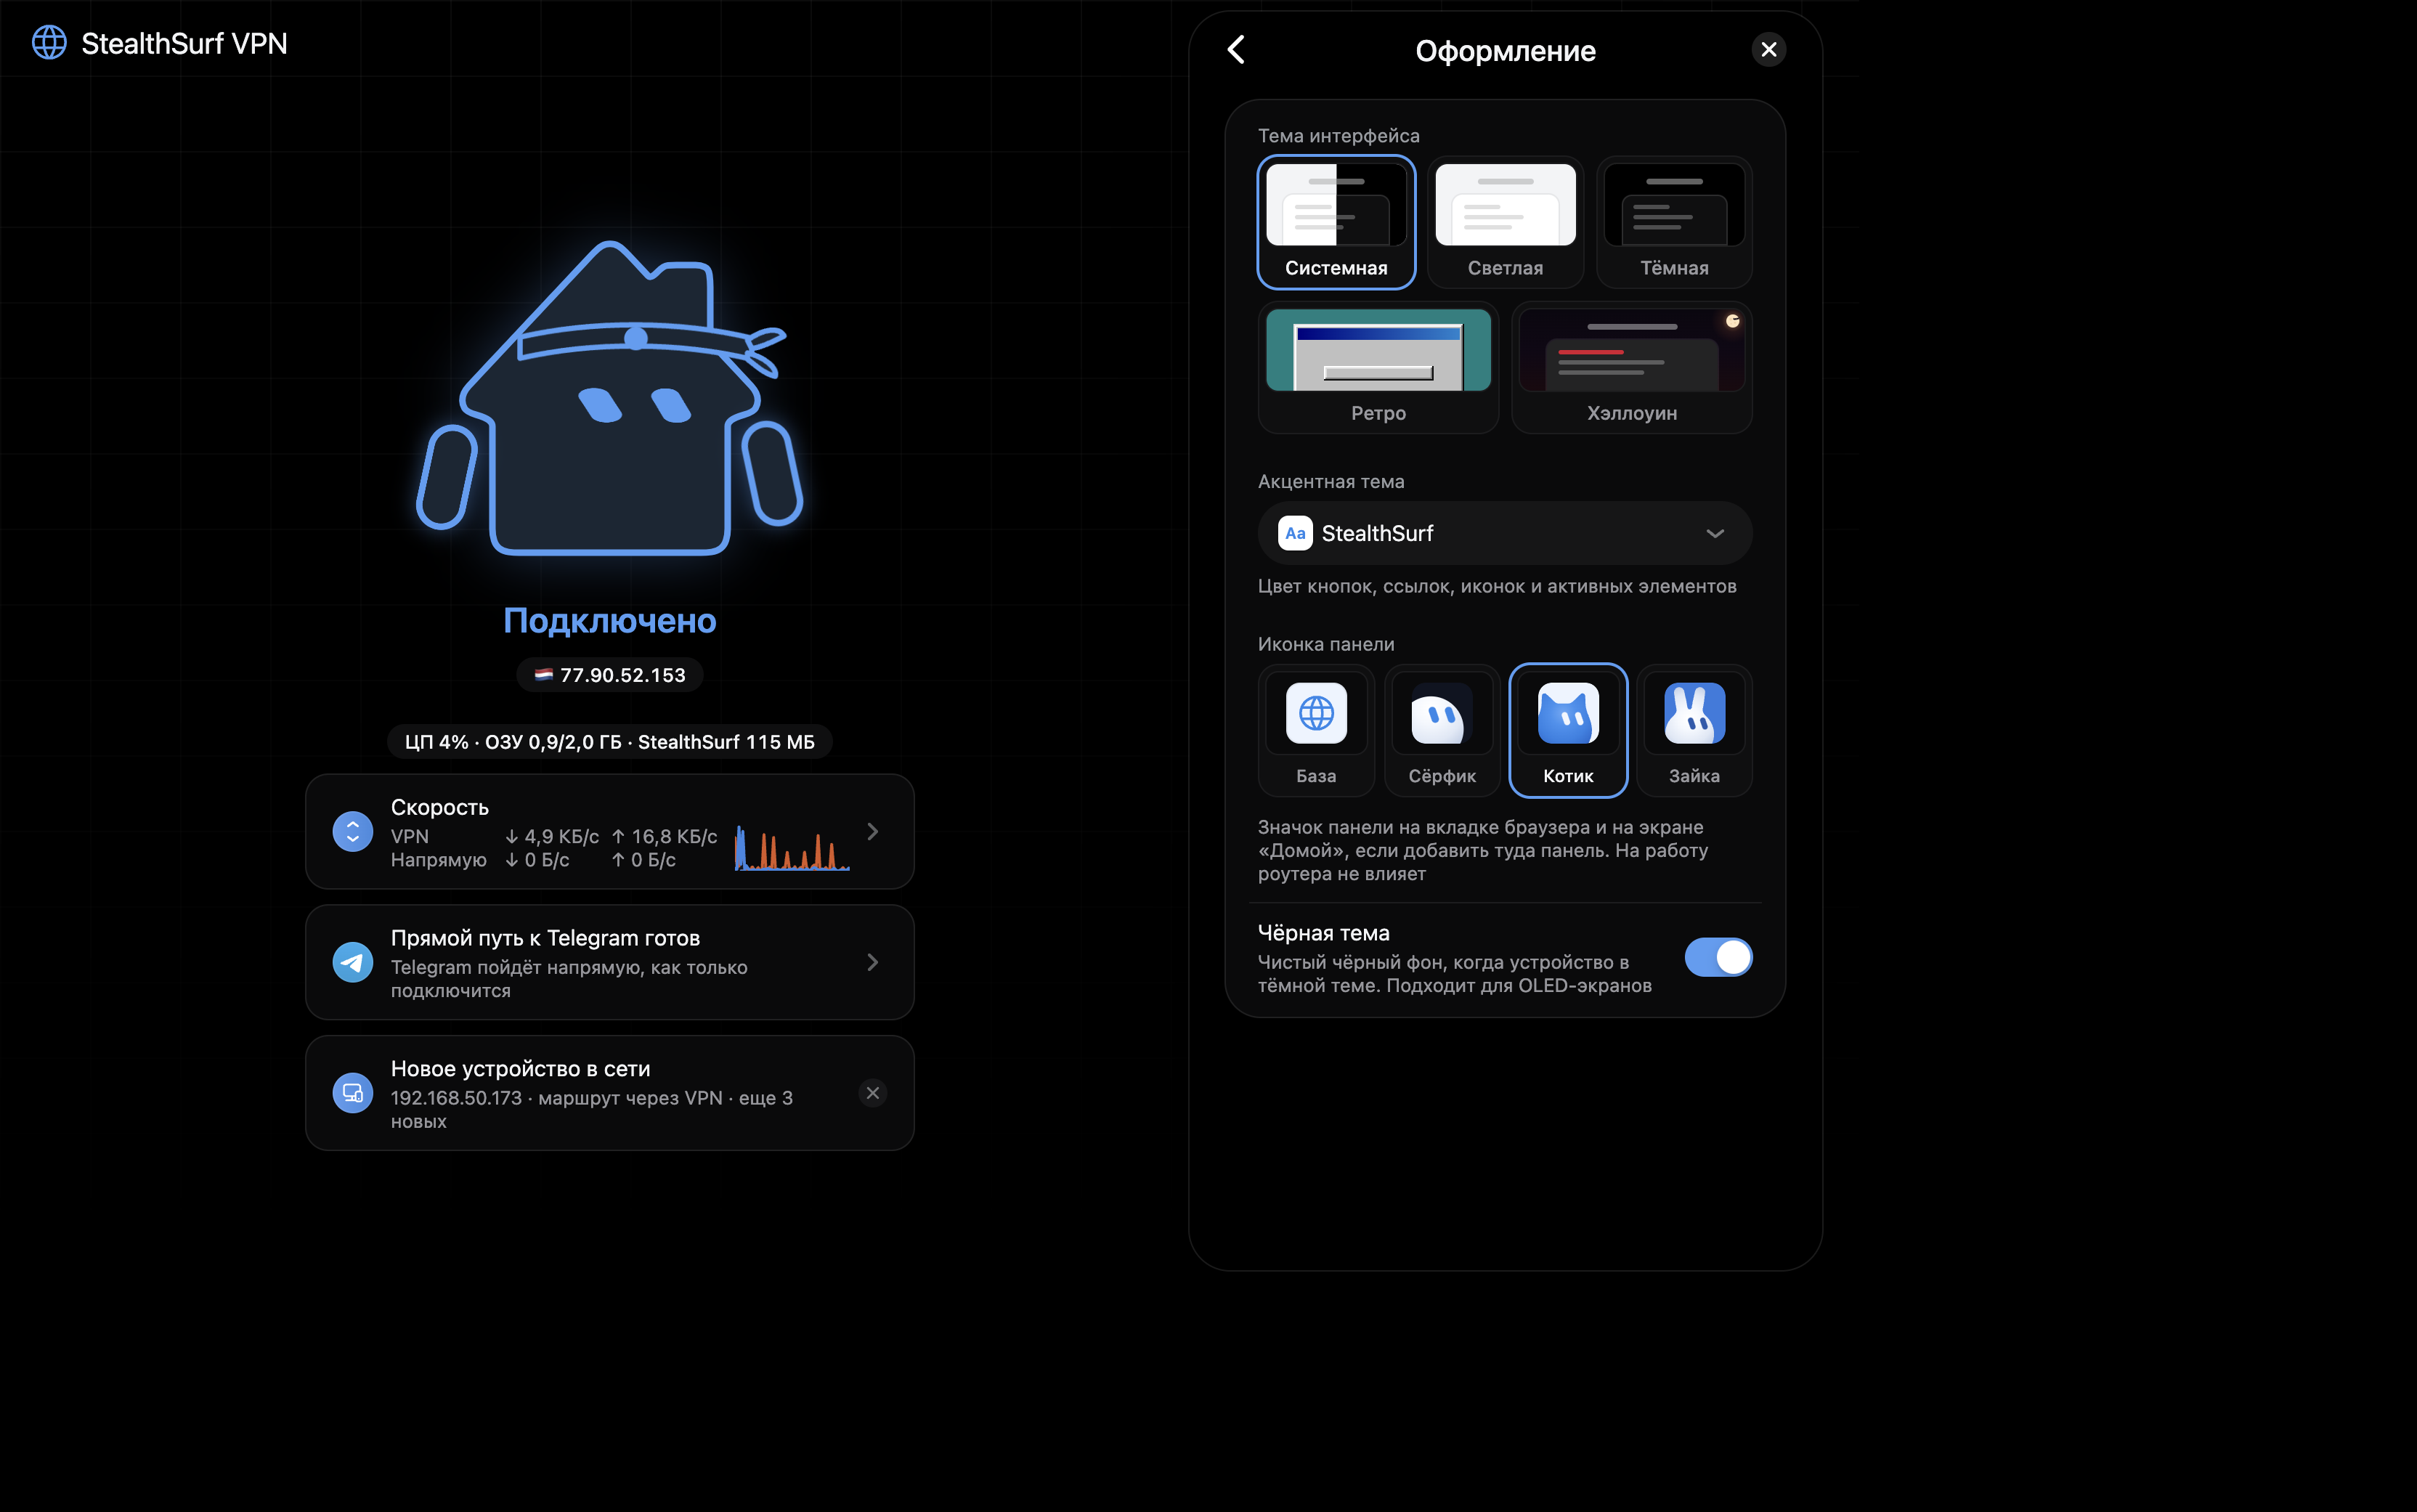 StealthSurf VPN
Подключено
77.90.52.153
ЦП 4% · ОЗУ 0,9/2,0 ГБ · StealthSurf 115 МБ
Скорость
VPN ↓ 4,9 КБ/с ↑ 16,8 КБ/с
Напрямую ↓ 0 Б/с ↑ 0 Б/с
Прямой путь к Telegram готов
Telegram пойдёт напрямую, как только
подключится
Новое устройство в сети
192.168.50.173 · маршрут через VPN · еще 3
новых
Оформление
Тема интерфейса
Системная
Светлая
Тёмная
Ретро
Хэллоуин
Акцентная тема
Aa StealthSurf
Цвет кнопок, ссылок, иконок и активных элементов
Иконка панели
База
Сёрфик
Котик
Зайка
Значок панели на вкладке браузера и на экране
«Домой», если добавить туда панель. На работу
роутера не влияет
Чёрная тема
Чистый чёрный фон, когда устройство в
тёмной теме. Подходит для OLED-экранов